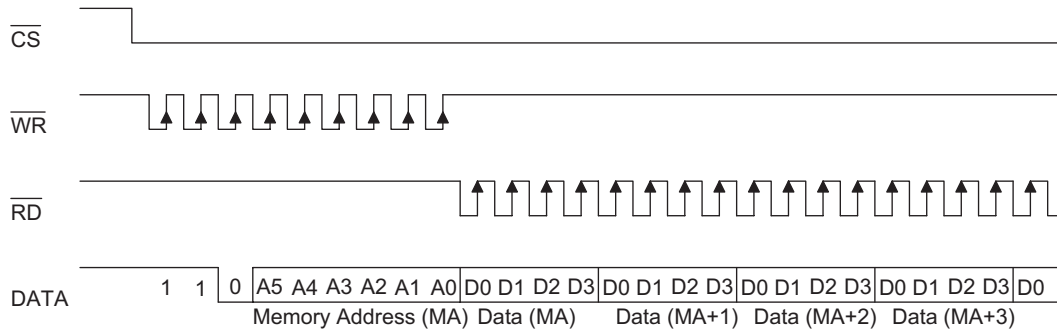 CS
WR
RD
DATA 1 1 0 A5 A4 A3 A2 A1 A0 D0 D1 D2 D3 D0 D1 D2 D3 D0 D1 D2 D3 D0 D1 D2 D3 D0
Memory Address (MA) Data (MA) Data (MA+1) Data (MA+2) Data (MA+3)